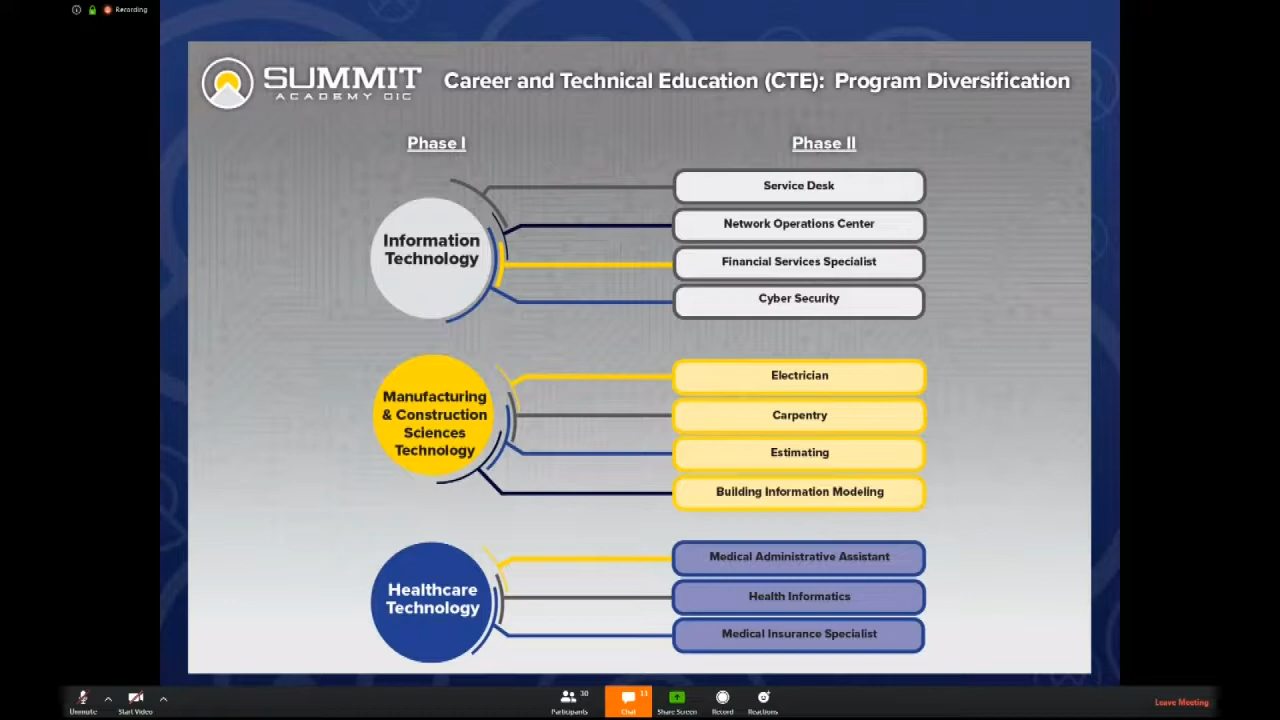 Recording
SUMMIT
ACADEMY OIC
Career and Technical Education (CTE): Program Diversification
Phase I
Phase II
Information
Technology
Service Desk
Network Operations Center
Financial Services Specialist
Cyber Security
Manufacturing
& Construction
Sciences
Technology
Electrician
Carpentry
Estimating
Building Information Modeling
Healthcare
Technology
Medical Administrative Assistant
Health Informatics
Medical Insurance Specialist
Unmute
Start Video
30
Participants
11
Chat
Share Screen
Record
Reactions
Leave Meeting